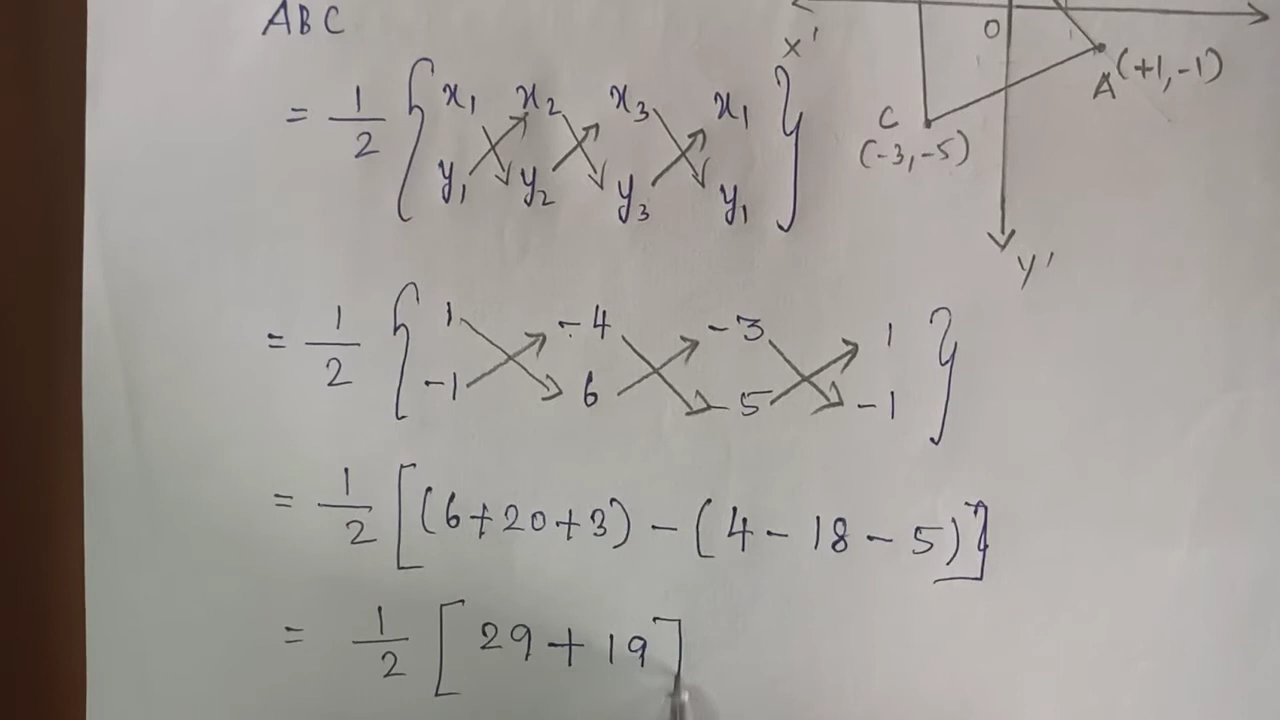 ABC
x' O
A (+1,-1)
C
(-3,-5)
y'
= 1/2 { x₁ x₂ x₃ x₁
y₁ y₂ y₃ y₁ }
= 1/2 { 1 -4 -3 1
-1 6 -5 -1 }
= 1/2 [(6+20+3) - (4-18-5)]
= 1/2 [29+19]